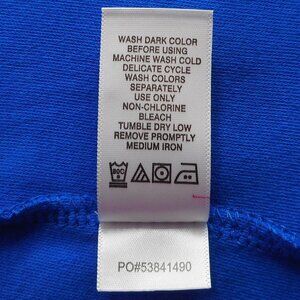 WASH DARK COLOR
BEFORE USING
MACHINE WASH COLD
DELICATE CYCLE
WASH COLORS
SEPARATELY
USE ONLY
NON-CHLORINE
BLEACH
TUMBLE DRY LOW
REMOVE PROMPTLY
MEDIUM IRON
PO#53841490